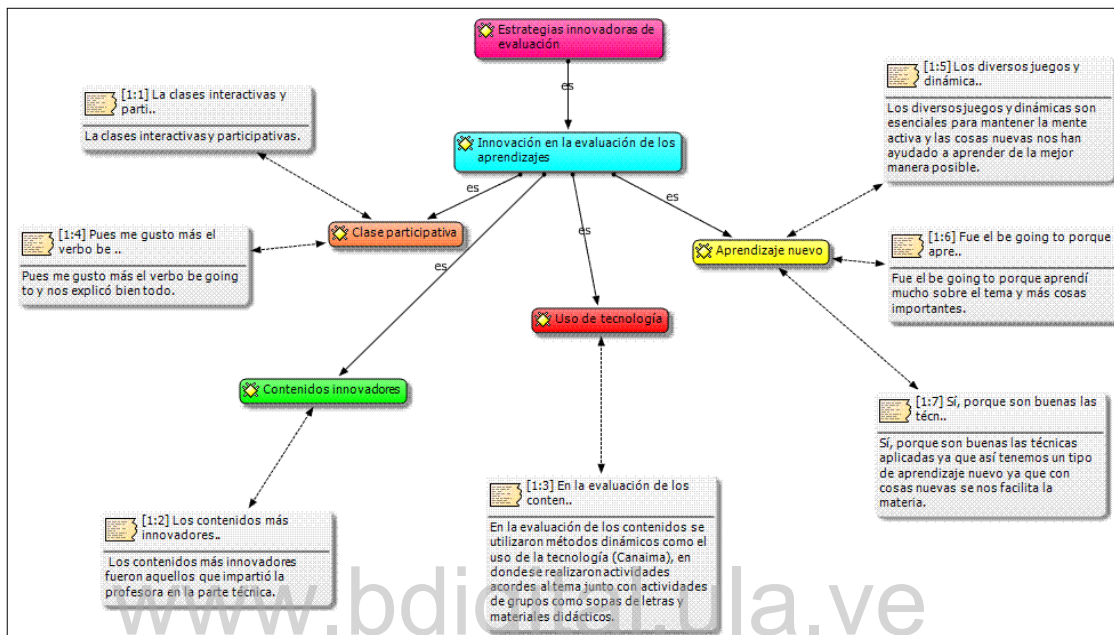 Estrategias innovadoras de
evaluación
es
Innovación en la evaluación de los
aprendizajes
es
es
es
es
[1:1] La clases interactivas y
parti..
La clases interactivas y participativas.
Clase participativa
[1:4] Pues me gusto más el
verbo be ..
Pues me gusto más el verbo be going
to y nos explicó bien todo.
Contenidos innovadores
[1:2] Los contenidos más
innovadores..
Los contenidos más innovadores
fueron aquellos que impartió la
profesora en la parte técnica.
Uso de tecnología
[1:3] En la evaluación de los
conten..
En la evaluación de los contenidos se
utilizaron métodos dinámicos como el
uso de la tecnología (Canaima), en
donde se realizaron actividades
acordes al tema junto con actividades
de grupos como sopas de letras y
materiales didácticos.
Aprendizaje nuevo
[1:5] Los diversos juegos y
dinámica..
Los diversos juegos y dinámicas son
esenciales para mantener la mente
activa y las cosas nuevas nos han
ayudado a aprender de la mejor
manera posible.
[1:6] Fue el be going to porque
apre..
Fue el be going to porque aprendí
mucho sobre el tema y más cosas
importantes.
[1:7] Sí, porque son buenas las
técn..
Sí, porque son buenas las técnicas
aplicadas ya que así tenemos un tipo
de aprendizaje nuevo ya que con
cosas nuevas se nos facilita la
materia.
www.bdigital.ula.ve